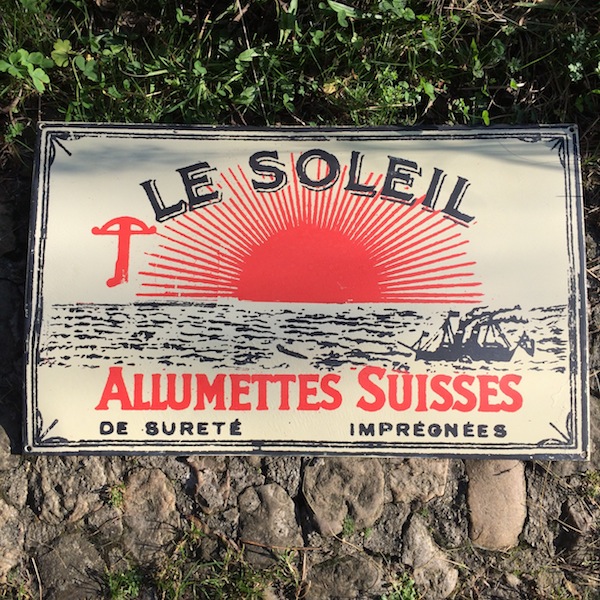 LE SOLEIL
ALLUMETTES SUISSES
DE SURETÉ IMPRÉGNÉES